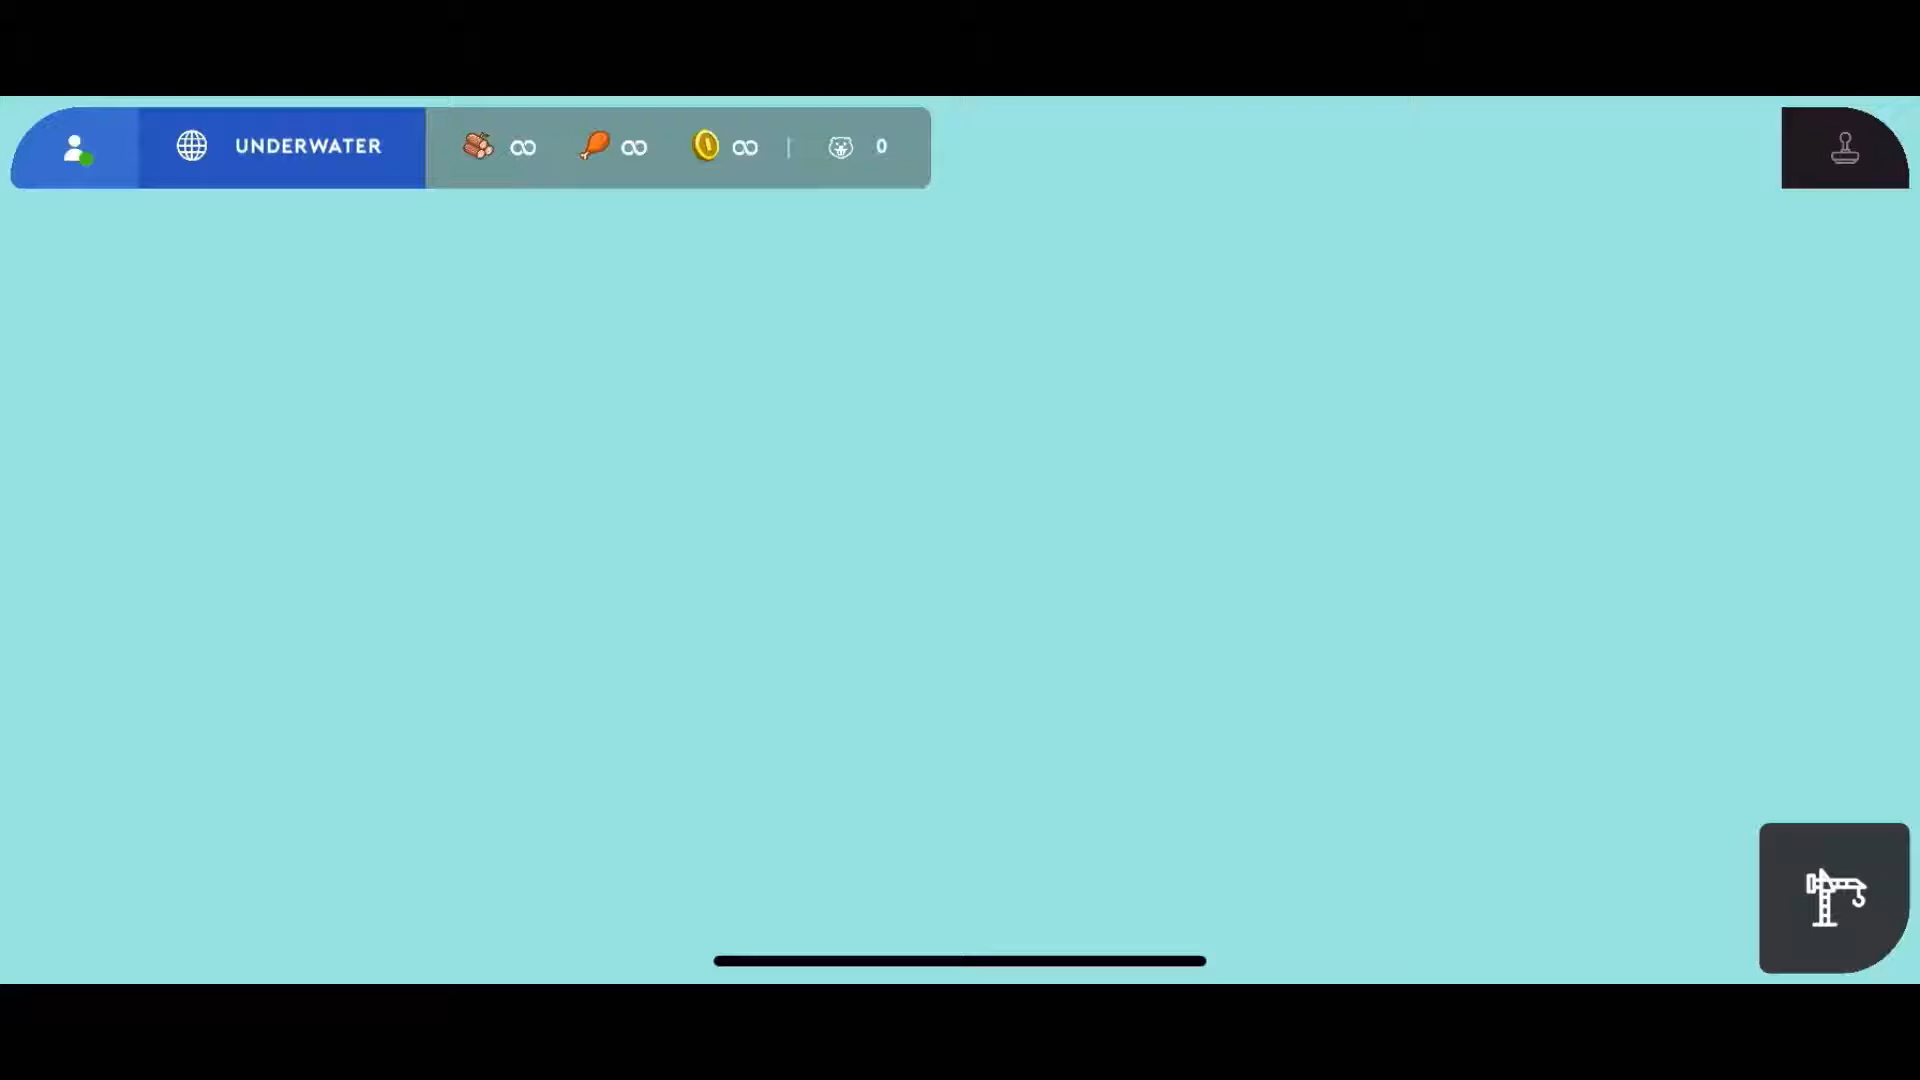 UNDERWATER ∞ ∞ ∞ | 0